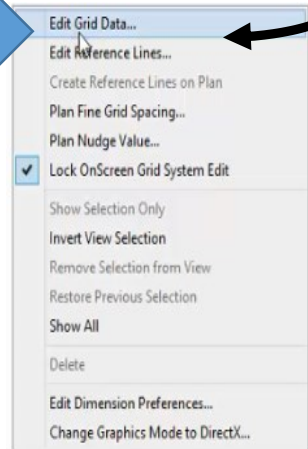 Edit Grid Data...
Edit Reference Lines...
Create Reference Lines on Plan
Plan Fine Grid Spacing...
Plan Nudge Value...
Lock OnScreen Grid System Edit
Show Selection Only
Invert View Selection
Remove Selection from View
Restore Previous Selection
Show All
Delete
Edit Dimension Preferences...
Change Graphics Mode to DirectX...